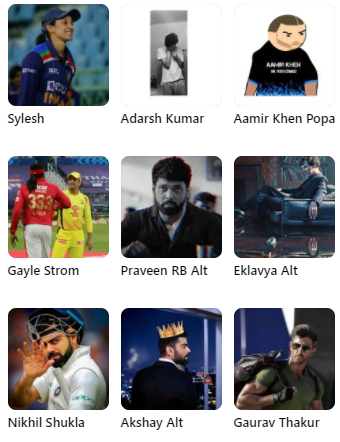 Sylesh
Adarsh Kumar
AAMIR KHEN
Aamir Khen Popa
333
Gayle Strom
Praveen RB Alt
Eklavya Alt
Nikhil Shukla
Akshay Alt
Gaurav Thakur